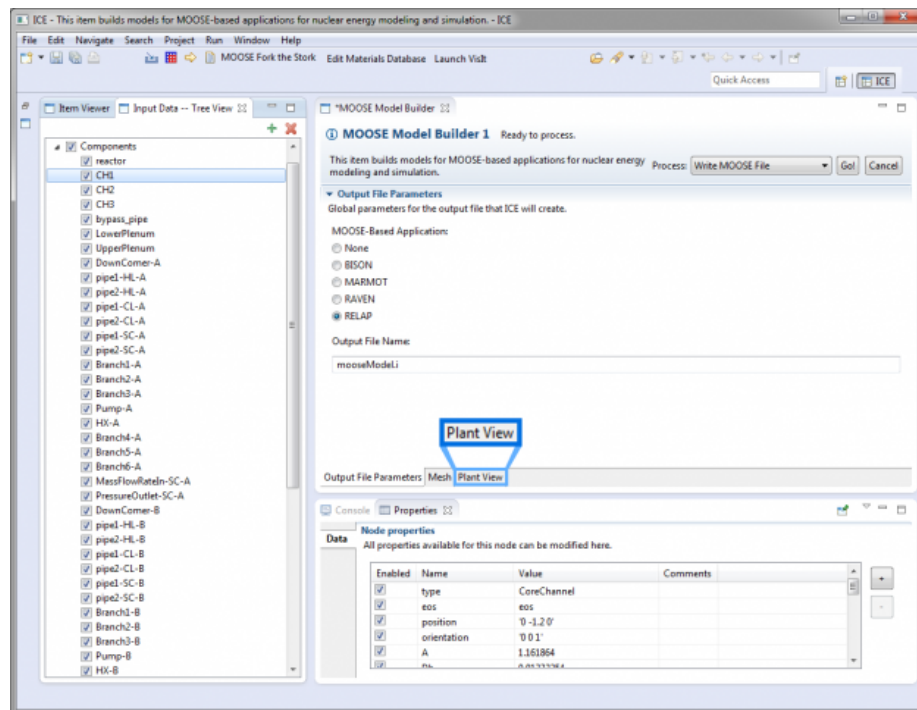 ICE - This item builds models for MOOSE-based applications for nuclear energy modeling and simulation. - ICE
File Edit Navigate Search Project Run Window Help
MOOSE Fork the Stork Edit Materials Database Launch VisIt
Quick Access
ICE
Item Viewer
Input Data -- Tree View
Components
reactor
CH1
CH2
CH3
bypass_pipe
LowerPlenum
UpperPlenum
DownComer-A
pipe1-HL-A
pipe2-HL-A
pipe1-CL-A
pipe2-CL-A
pipe1-SC-A
pipe2-SC-A
Branch1-A
Branch2-A
Branch3-A
Pump-A
HX-A
Branch4-A
Branch5-A
Branch6-A
MassFlowRateIn-SC-A
PressureOutlet-SC-A
DownComer-B
pipe1-HL-B
pipe2-HL-B
pipe1-CL-B
pipe2-CL-B
pipe1-SC-B
pipe2-SC-B
Branch1-B
Branch2-B
Branch3-B
Pump-B
HX-B
*MOOSE Model Builder
MOOSE Model Builder 1 Ready to process.
This item builds models for MOOSE-based applications for nuclear energy
modeling and simulation.
Process: Write MOOSE File Go! Cancel
Output File Parameters
Global parameters for the output file that ICE will create.
MOOSE-Based Application:
None
BISON
MARMOT
RAVEN
RELAP
Output File Name:
mooseModel.i
Plant View
Output File Parameters Mesh Plant View
Console Properties
Data
Node properties
All properties available for this node can be modified here.
Enabled Name Value Comments
type CoreChannel
eos eos
position '0 -1.2 0'
orientation '0 0 1'
A 1.161864